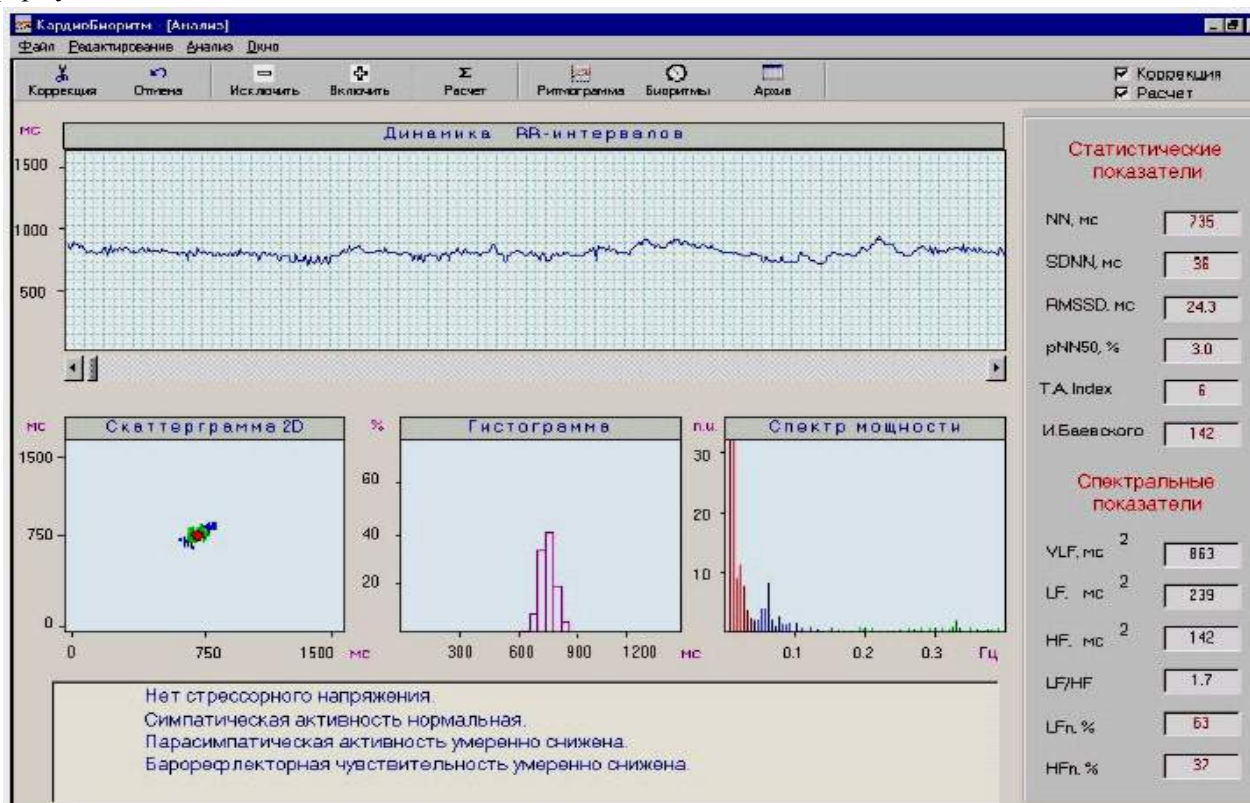 КардиоБиоритм - [Анализ]
Файл Редактирование Анализ Окно
Коррекция Отмена Исключить Включить Расчет Ритмограмма Биоритмы Архив
Коррекция
Расчет
мс Динамика RR-интервалов
1500
1000
500
мс Скаттерграмма 2D
1500
750
0
0 750 1500 мс
% Гистограмма
60
40
20
300 600 900 1200 мс
п.и. Спектр мощности
30
20
10
0.1 0.2 0.3 Гц
Нет стрессорного напряжения.
Симпатическая активность нормальная.
Парасимпатическая активность умеренно снижена.
Барорефлекторная чувствительность умеренно снижена.
Статистические
показатели
NN, мс 735
SDNN, мс 36
RMSSD, мс 24.3
pNN50, % 3.0
T.A. Index 6
И.Баевского 142
Спектральные
показатели
VLF, мс 2 863
LF, мс 2 239
HF, мс 2 142
LF/HF 1.7
LFn, % 63
HFn, % 37